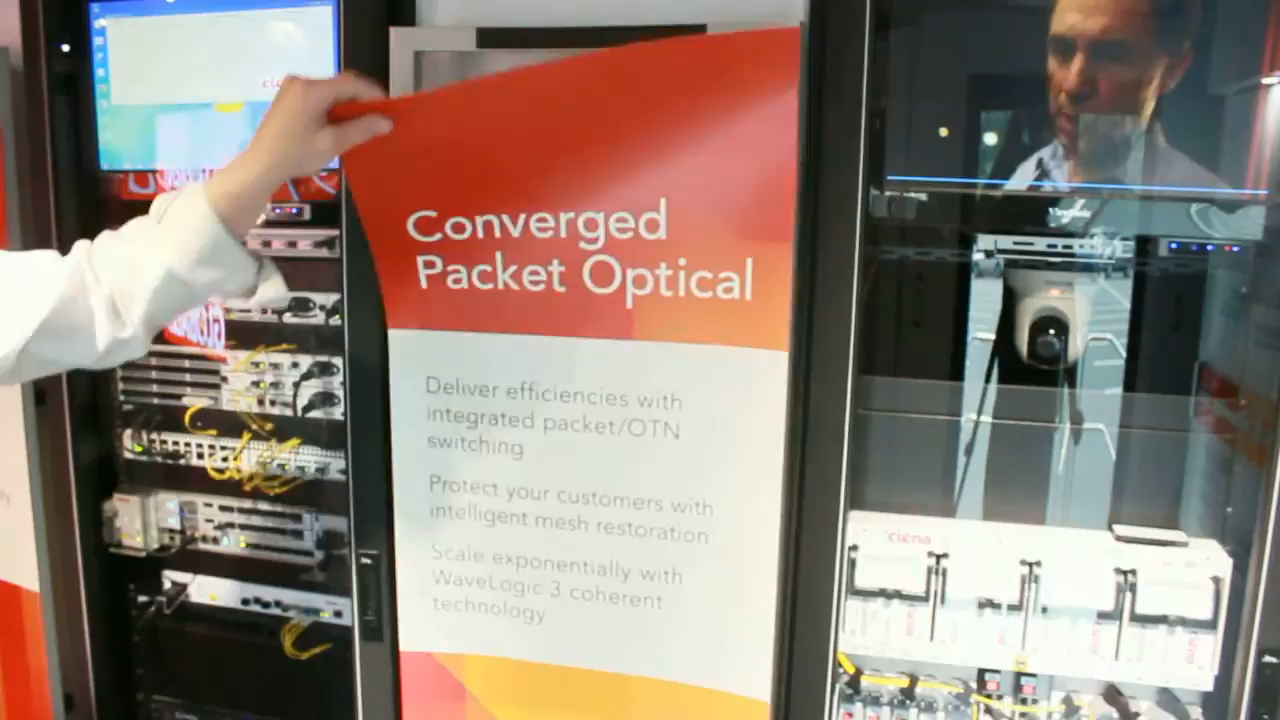 Converged
Packet Optical
Deliver efficiencies with
integrated packet/OTN
switching
Protect your customers with
intelligent mesh restoration
Scale exponentially with
WaveLogic 3 coherent
technology
ciena